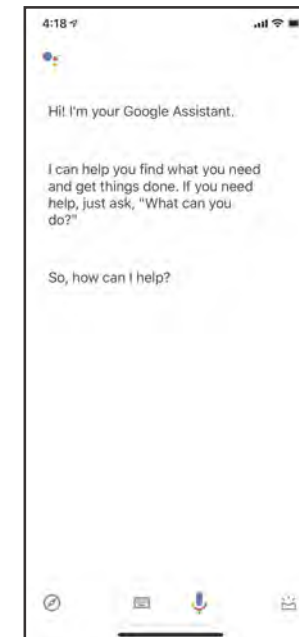 4:18
Hi! I'm your Google Assistant.
I can help you find what you need
and get things done. If you need
help, just ask, "What can you
do?"
So, how can I help?